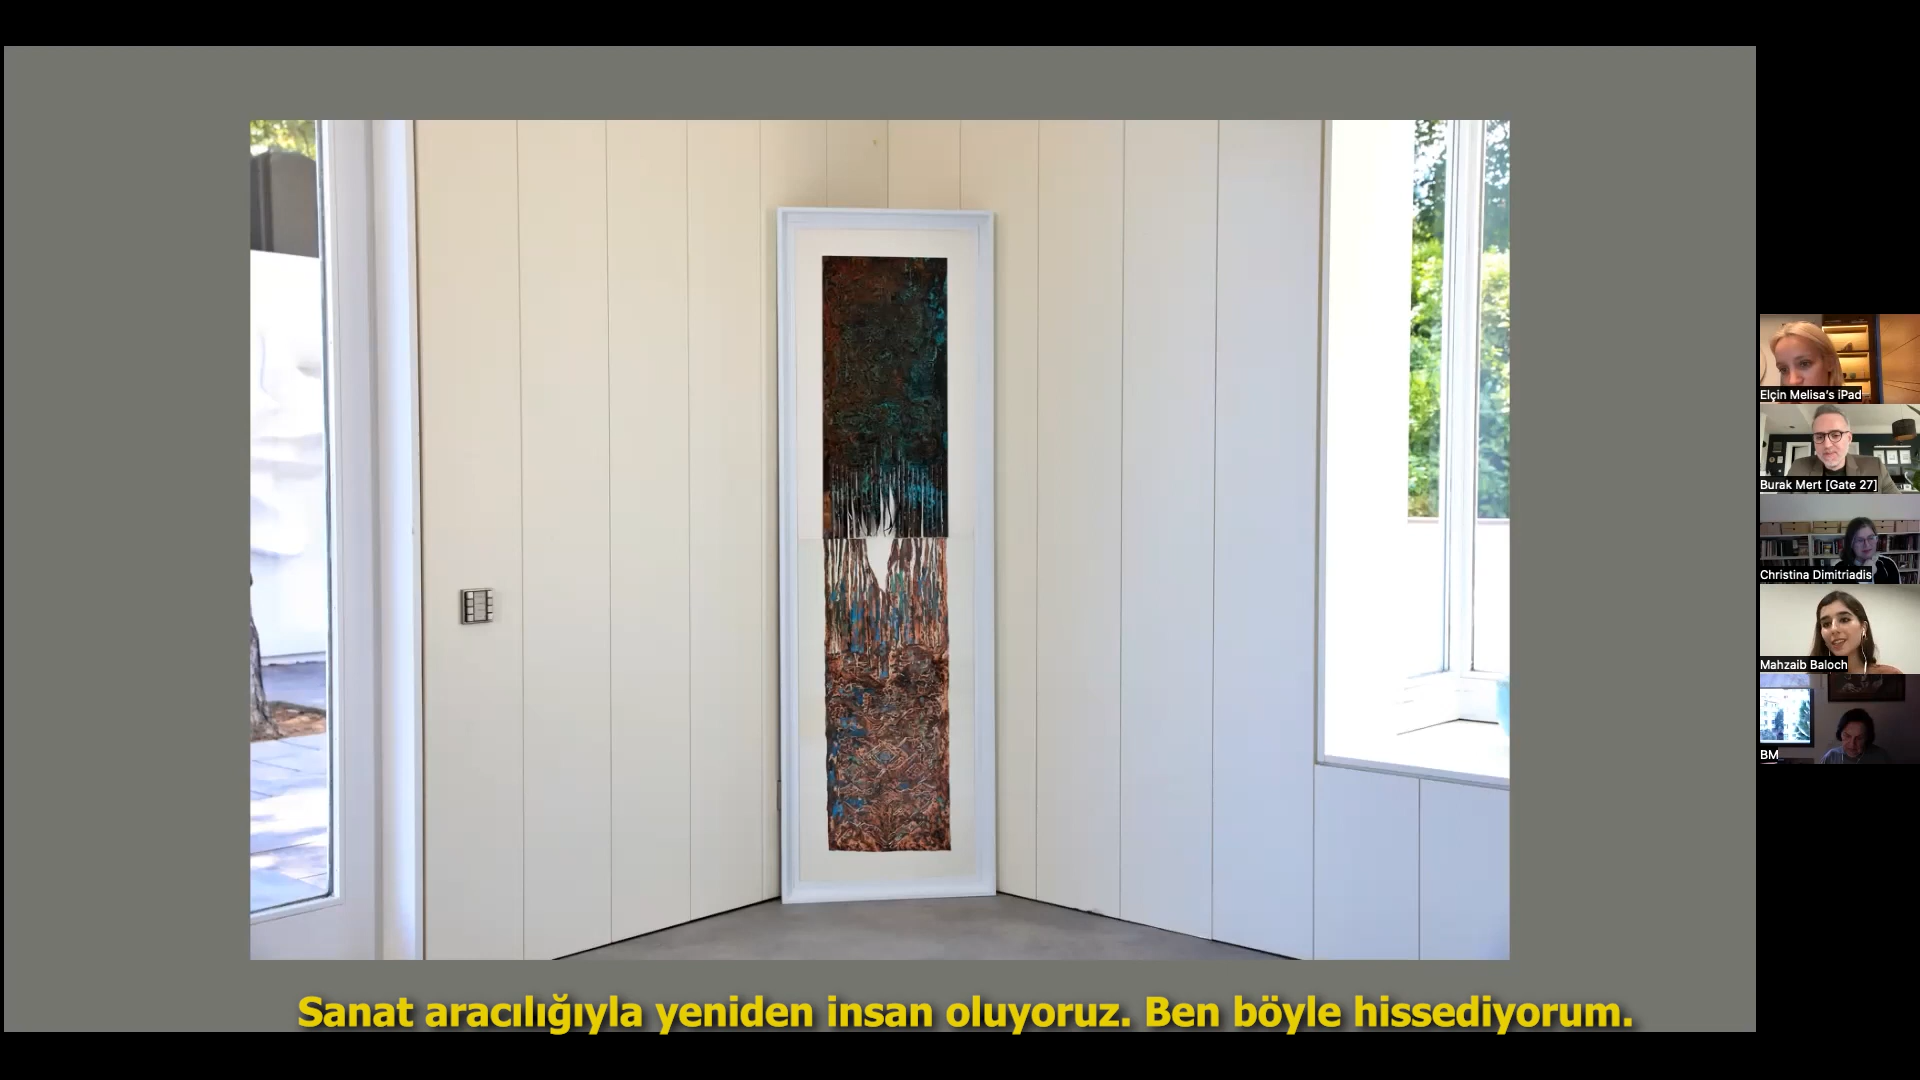 Elçin Melisa's iPad
Burak Mert [Gate 27]
Christina Dimitriadis
Mahzaib Baloch
BM
Sanat aracılığıyla yeniden insan oluyoruz. Ben böyle hissediyorum.